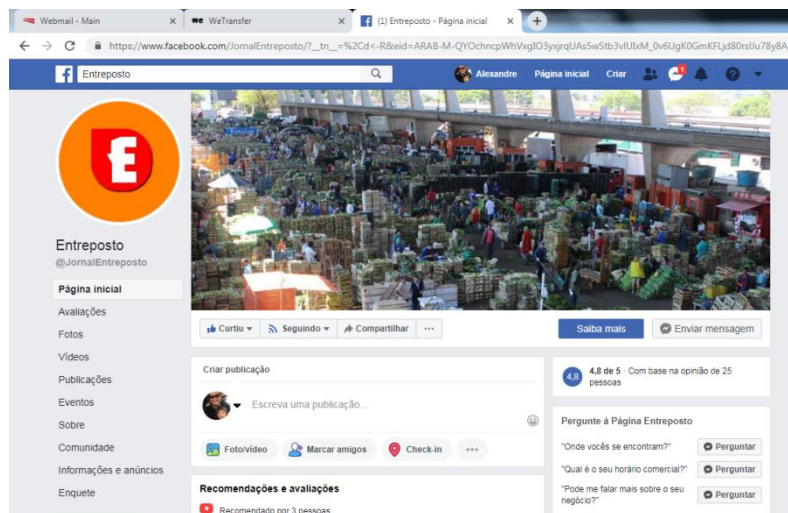 Webmail - Main
we WeTransfer
(1) Entreposto - Página inicial
https://www.facebook.com/JornalEntreposto/?__tn__=%2Cd<-R&eid=ARAB-M-
Entreposto
Alexandre Página inicial Criar
E
Entreposto
@JornalEntreposto
Página inicial
Avaliações
Fotos
Vídeos
Publicações
Eventos
Sobre
Comunidade
Informações e anúncios
Enquete
Curtiu Seguindo Compartilhar
Saiba mais Enviar mensagem
Criar publicação
Escreva uma publicação...
Foto/vídeo Marcar amigos Check-in
Recomendações e avaliações
Recomendado por 3 pessoas
4,8
4,8 de 5 · Com base na opinião de 25
pessoas
Pergunte à Página Entreposto
"Onde vocês se encontram?" Perguntar
"Qual é o seu horário comercial?" Perguntar
"Pode me falar mais sobre o seu
negócio?" Perguntar